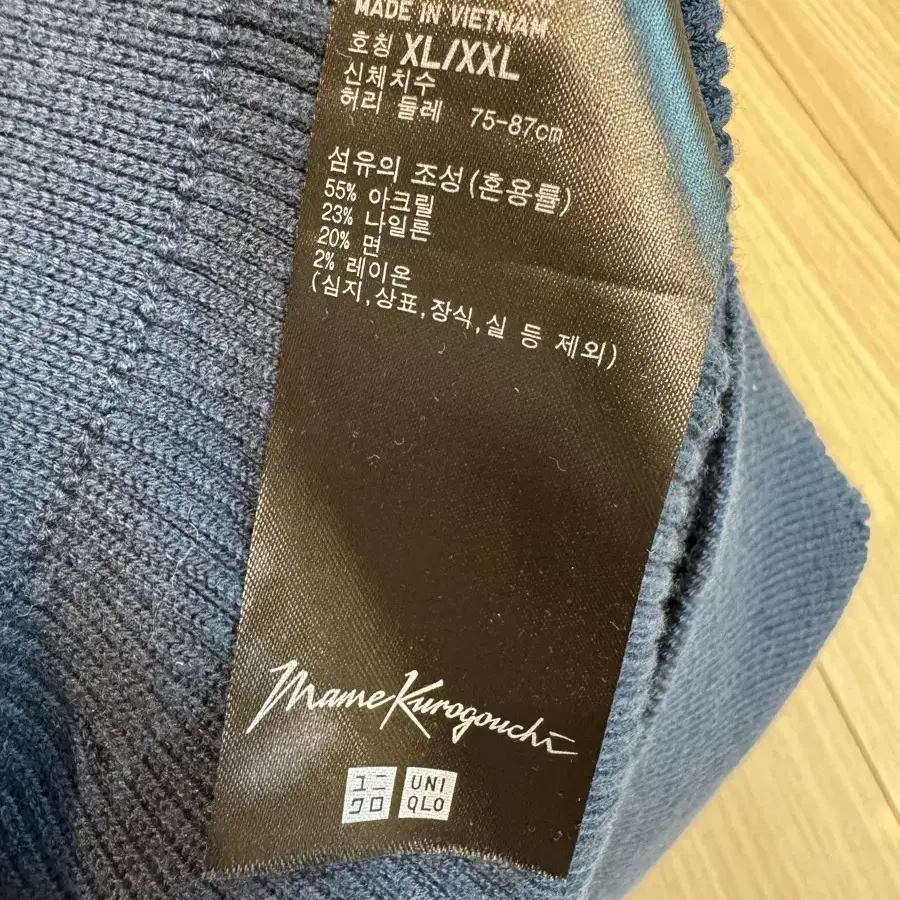 MADE IN VIETNAM
호칭 XL/XXL
신체치수
허리 둘레 75-87cm
섬유의 조성(혼용률)
55% 아크릴
23% 나일론
20% 면
2% 레이온
(심지,상표,장식,실 등 제외)
Mame Kurogouchi
ユニ UNI
クロ QLO